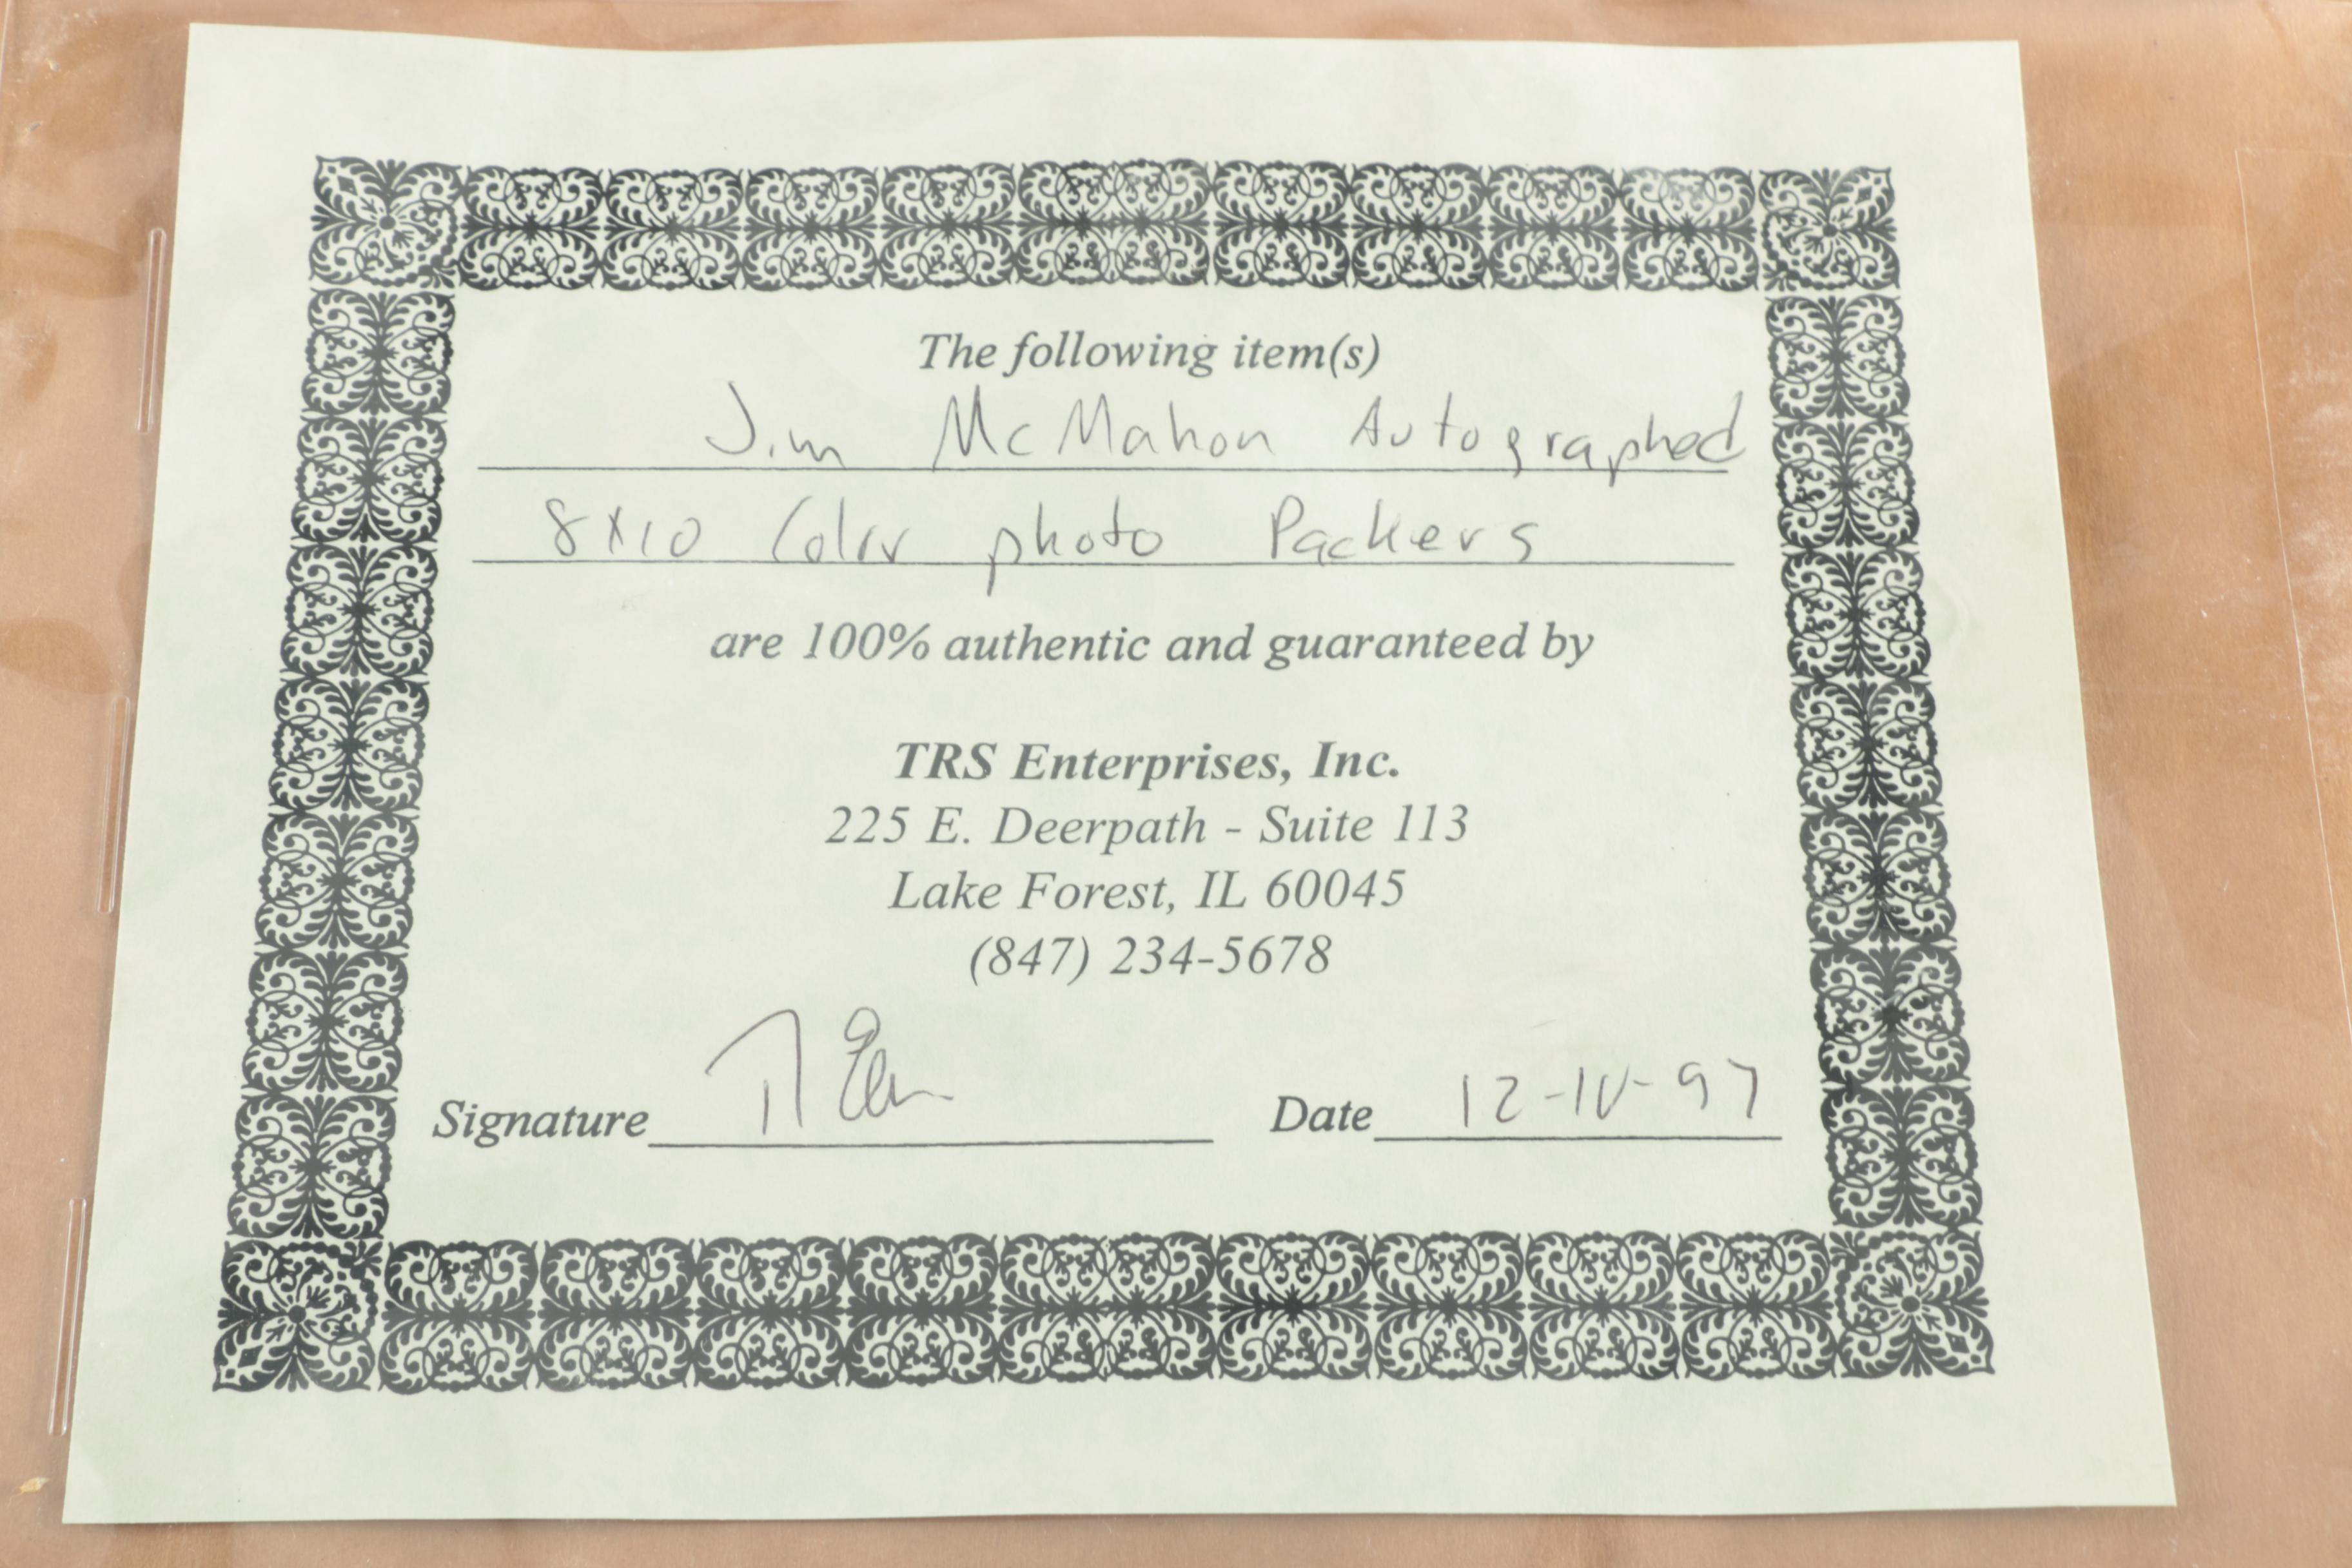 The following item(s)
Jim McMahon Autographed
8x10 Color photo Packers
are 100% authentic and guaranteed by
TRS Enterprises, Inc.
225 E. Deerpath - Suite 113
Lake Forest, IL 60045
(847) 234-5678
Signature Date 12-10-97